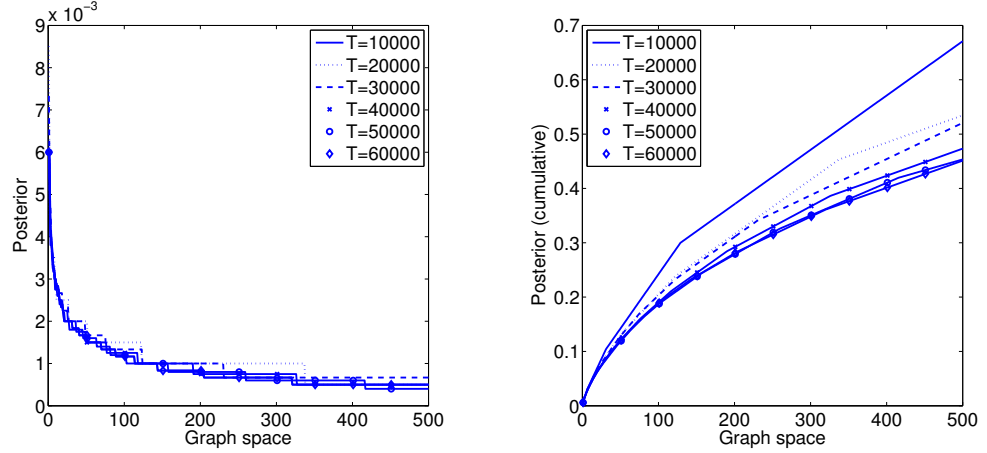 9 x 10⁻³
8
7
6
5
4
3
2
1
0
0 100 200 300 400 500
Graph space
Posterior
T=10000
T=20000
T=30000
T=40000
T=50000
T=60000
0.7
0.6
0.5
0.4
0.3
0.2
0.1
0
0 100 200 300 400 500
Graph space
Posterior (cumulative)
T=10000
T=20000
T=30000
T=40000
T=50000
T=60000